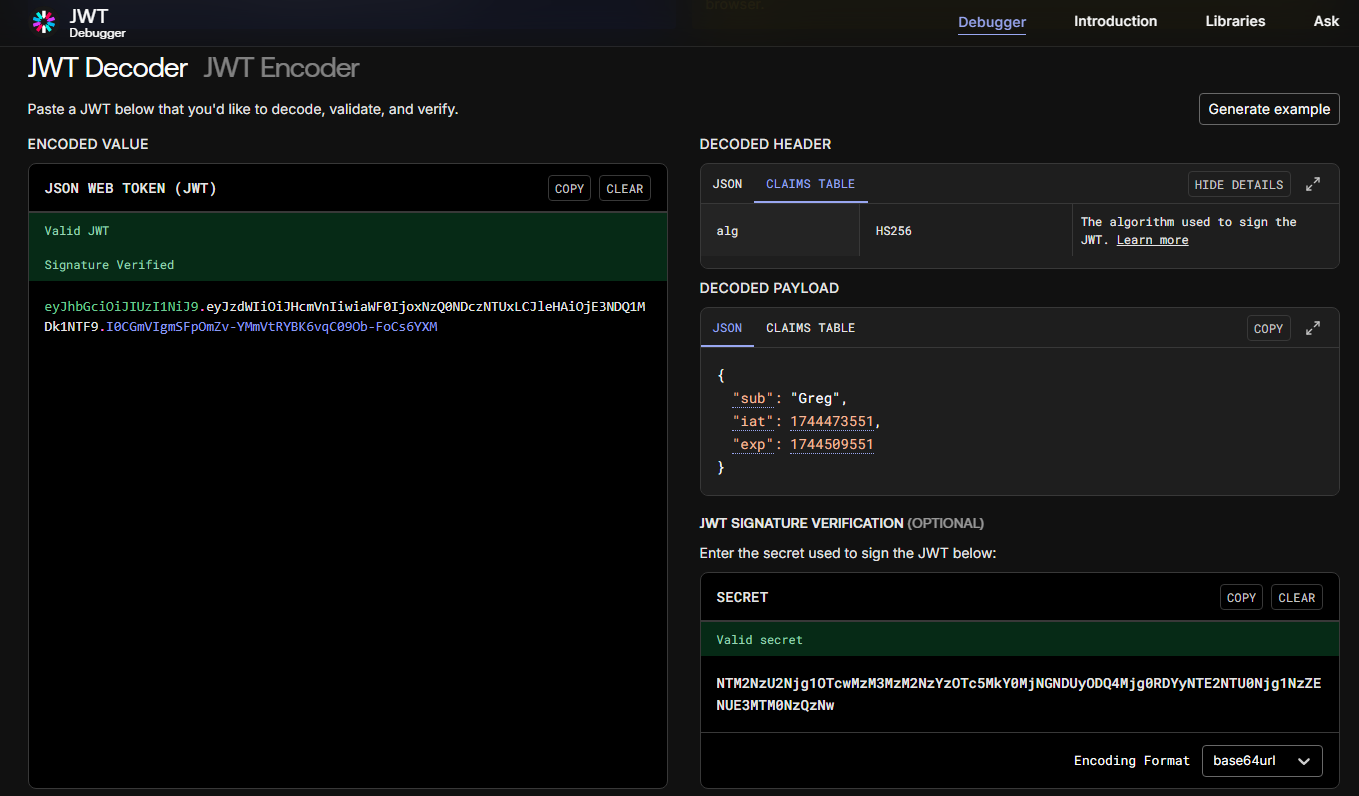 browser
JWT
Debugger
Debugger
Introduction
Libraries
Ask
JWT Decoder
JWT Encoder
Paste a JWT below that you'd like to decode, validate, and verify.
Generate example
ENCODED VALUE
JSON WEB TOKEN (JWT)
COPY
CLEAR
Valid JWT
Signature Verified
eyJhbGciOiJIUzI1NiJ9.eyJzdWIiOiJHcmVnIiwiaWF0IjoxNzQ0NDczNTUxLCJleHAiOjE3NDQ1M
Dk1NTF9.I0CGmVIgmSFpOmZv-YMmVtRYBK6vqC09Ob-FoCs6YXM
DECODED HEADER
JSON
CLAIMS TABLE
HIDE DETAILS
alg
HS256
The algorithm used to sign the
JWT. Learn more
DECODED PAYLOAD
JSON
CLAIMS TABLE
COPY
{
"sub": "Greg",
"iat": 1744473551,
"exp": 1744509551
}
JWT SIGNATURE VERIFICATION (OPTIONAL)
Enter the secret used to sign the JWT below:
SECRET
COPY
CLEAR
Valid secret
NTM2NzU2Njg1OTcwMzM3MzM2NzYzOTc5MkY0MjNGNDUyODQ4Mjg0RDYyNTE2NTU0Njg1NzZE
NUE3MTM0NzQzNw
Encoding Format
base64url